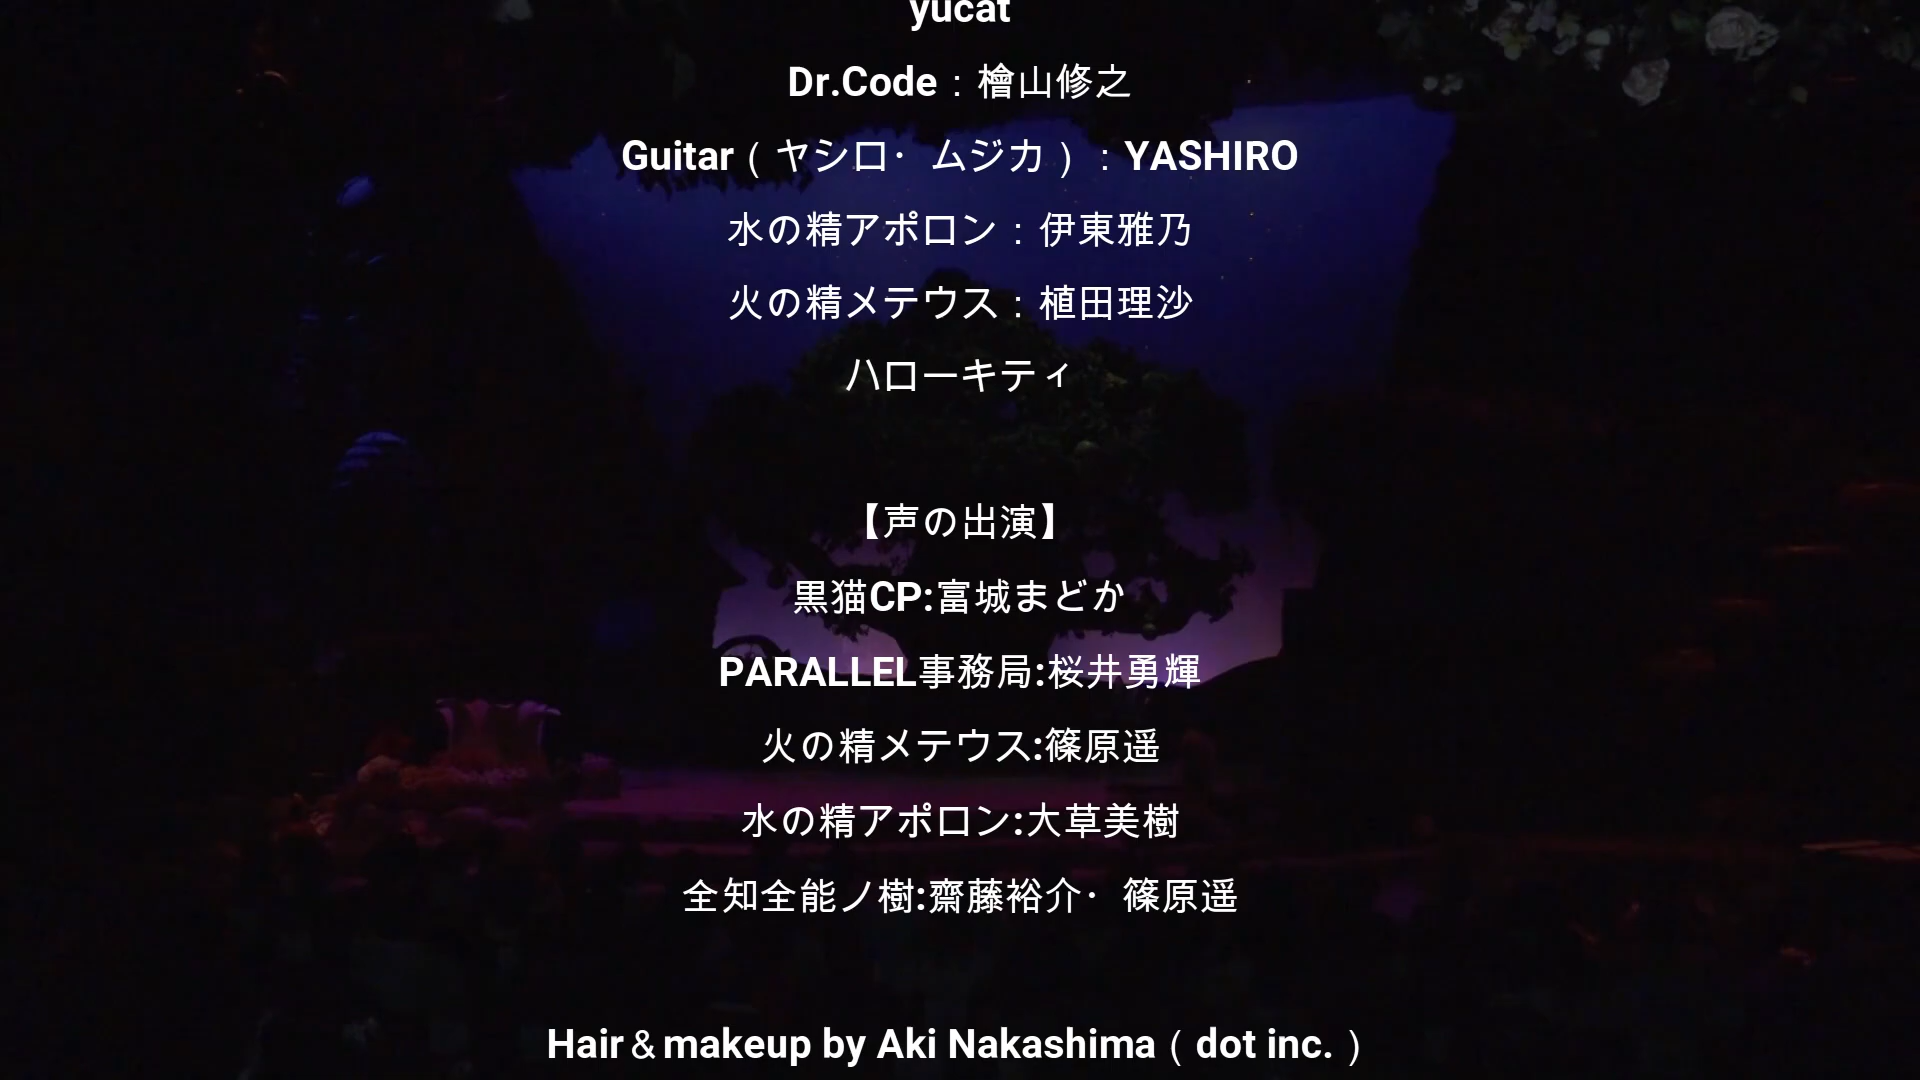 yucat
Dr.Code：檜山修之
Guitar（ヤシロ・ムジカ）：YASHIRO
水の精アポロン：伊東雅乃
火の精メテウス：植田理沙
ハローキティ
【声の出演】
黒猫CP:富城まどか
PARALLEL事務局:桜井勇輝
火の精メテウス:篠原遥
水の精アポロン:大草美樹
全知全能ノ樹:齋藤裕介・篠原遥
Hair＆makeup by Aki Nakashima（dot inc.）